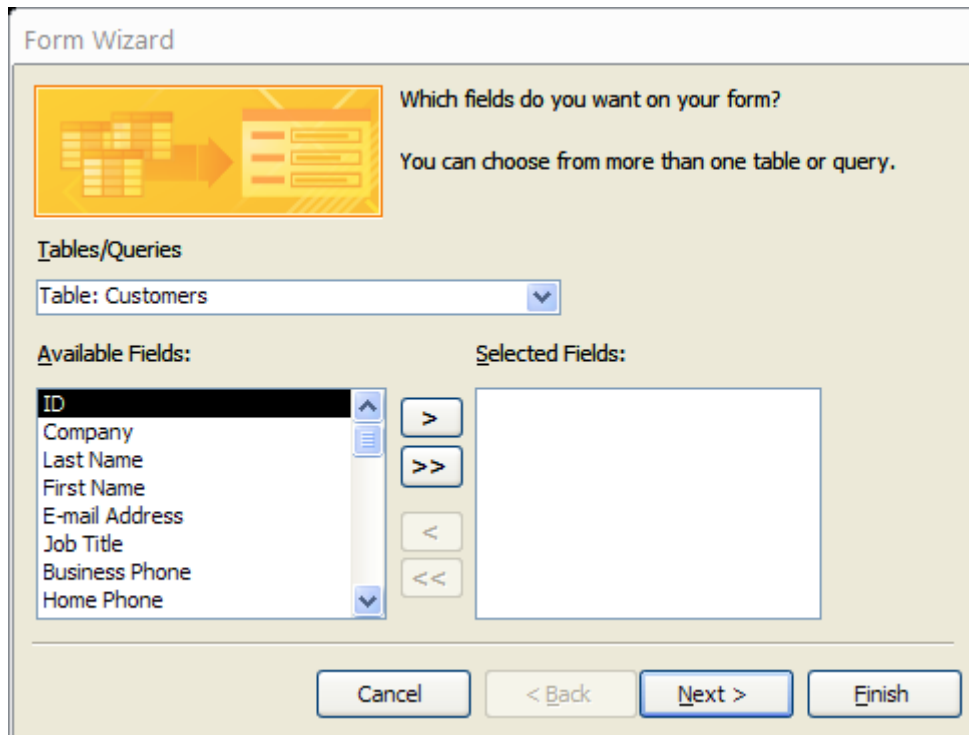 Form Wizard
Which fields do you want on your form?
You can choose from more than one table or query.
Tables/Queries
Table: Customers
Available Fields:
Selected Fields:
ID
Company
Last Name
First Name
E-mail Address
Job Title
Business Phone
Home Phone
>
>>
<
<<
Cancel
< Back
Next >
Finish